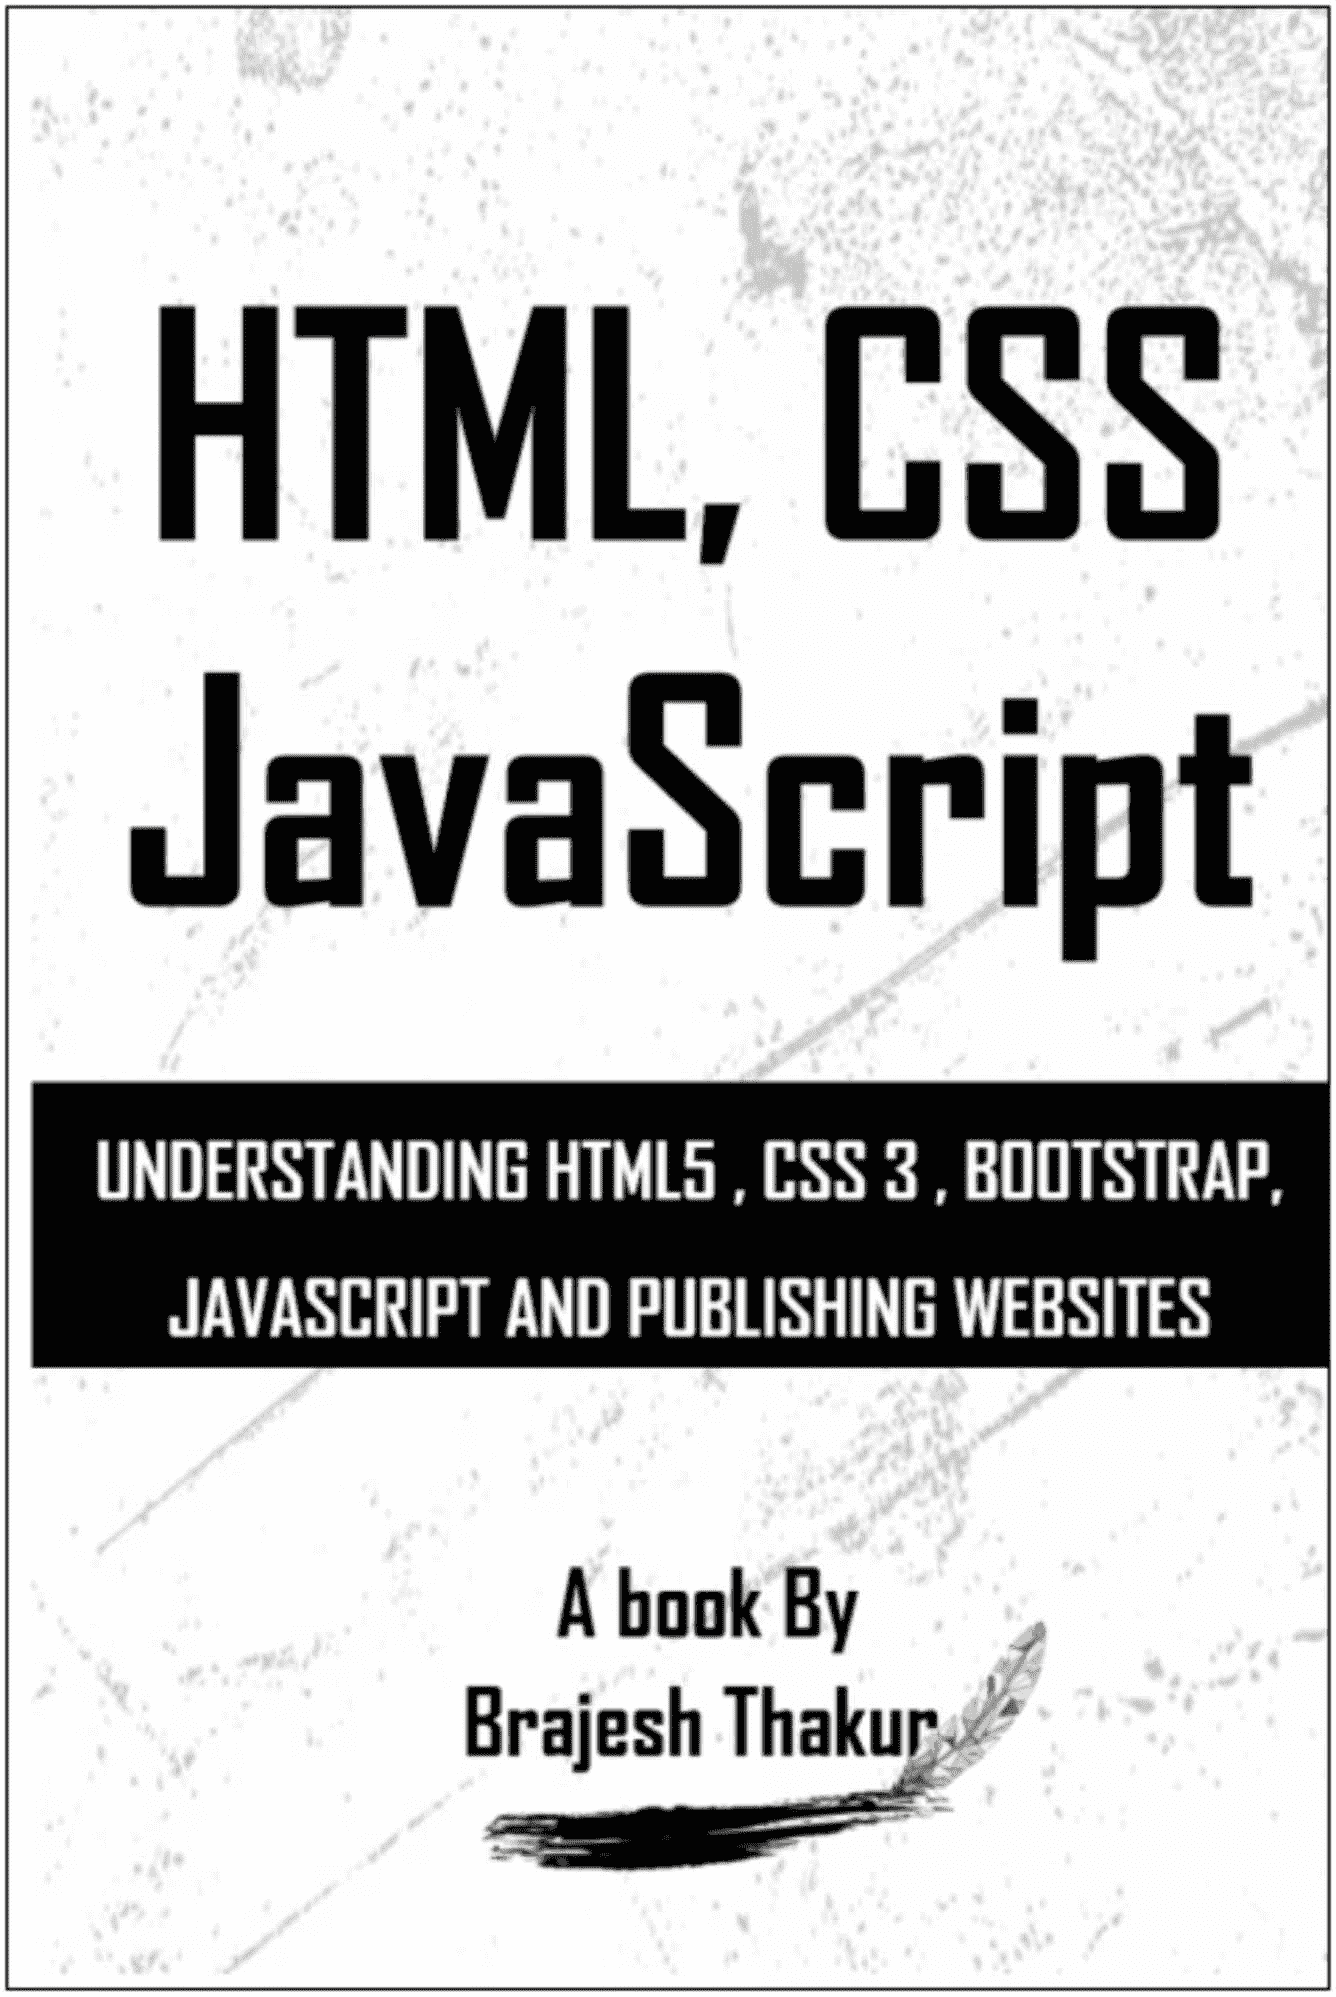 HTML, CSS
JavaScript
UNDERSTANDING HTML5 , CSS 3 , BOOTSTRAP,
JAVASCRIPT AND PUBLISHING WEBSITES
A book By
Brajesh Thakur